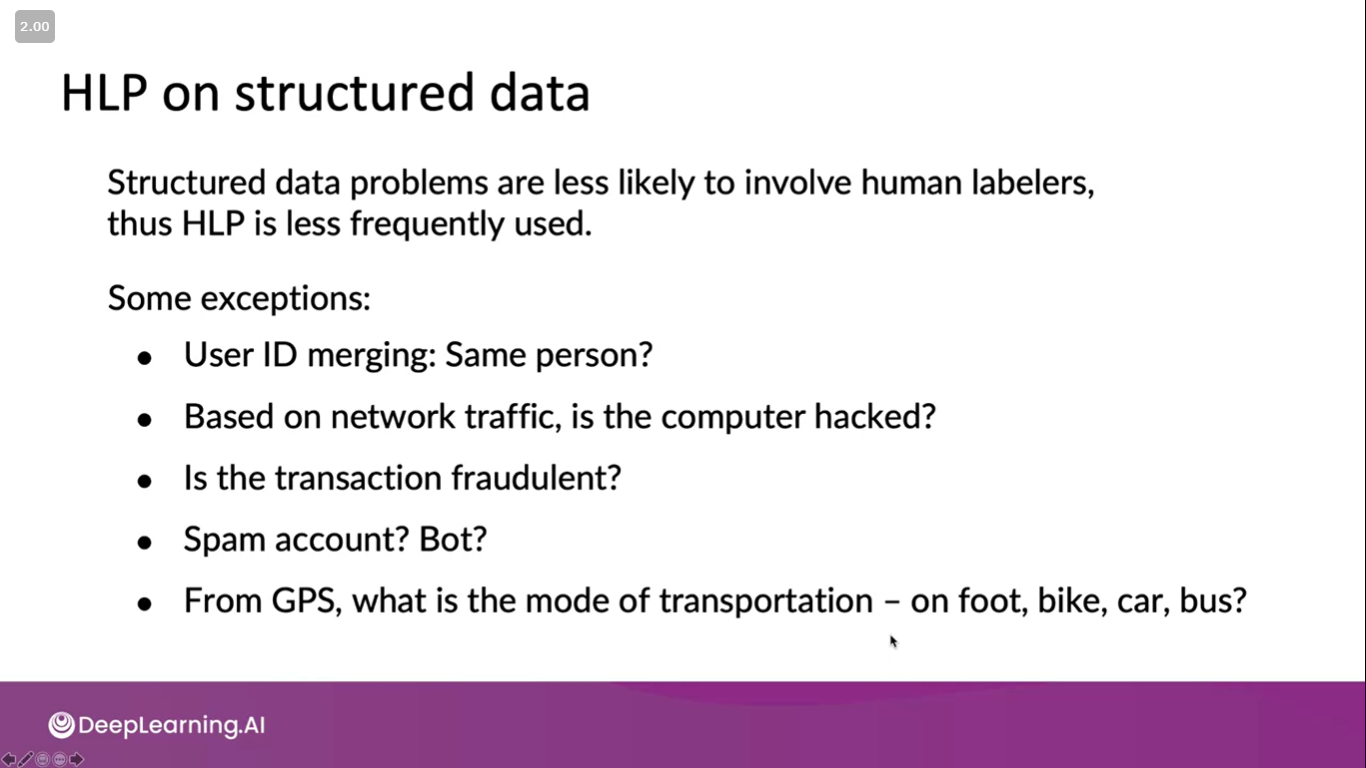 2.00
HLP on structured data
Structured data problems are less likely to involve human labelers,
thus HLP is less frequently used.
Some exceptions:
● User ID merging: Same person?
● Based on network traffic, is the computer hacked?
● Is the transaction fraudulent?
● Spam account? Bot?
● From GPS, what is the mode of transportation – on foot, bike, car, bus?
DeepLearning.AI